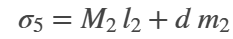 σ₅ = M₂ l₂ + d m₂